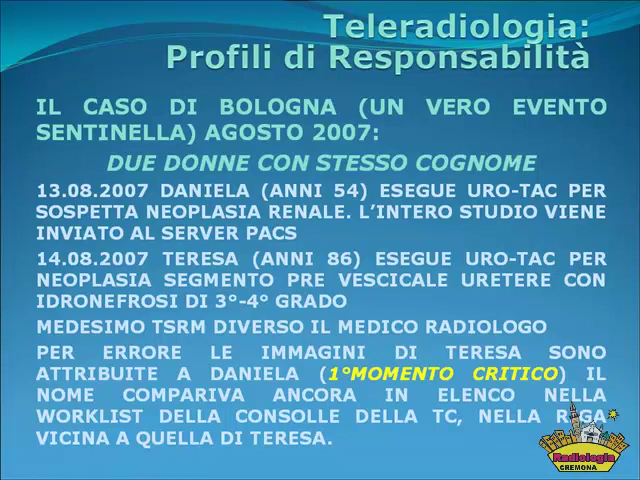 Teleradiologia:
Profili di Responsabilità
IL CASO DI BOLOGNA (UN VERO EVENTO
SENTINELLA) AGOSTO 2007:
DUE DONNE CON STESSO COGNOME
13.08.2007 DANIELA (ANNI 54) ESEGUE URO-TAC PER
SOSPETTA NEOPLASIA RENALE. L'INTERO STUDIO VIENE
INVIATO AL SERVER PACS
14.08.2007 TERESA (ANNI 86) ESEGUE URO-TAC PER
NEOPLASIA SEGMENTO PRE VESCICALE URETERE CON
IDRONEFROSI DI 3°-4° GRADO
MEDESIMO TSRM DIVERSO IL MEDICO RADIOLOGO
PER ERRORE LE IMMAGINI DI TERESA SONO
ATTRIBUITE A DANIELA (1°MOMENTO CRITICO) IL
NOME COMPARIVA ANCORA IN ELENCO NELLA
WORKLIST DELLA CONSOLLE DELLA TC, NELLA RIGA
VICINA A QUELLA DI TERESA.
Radiologia
CREMONA